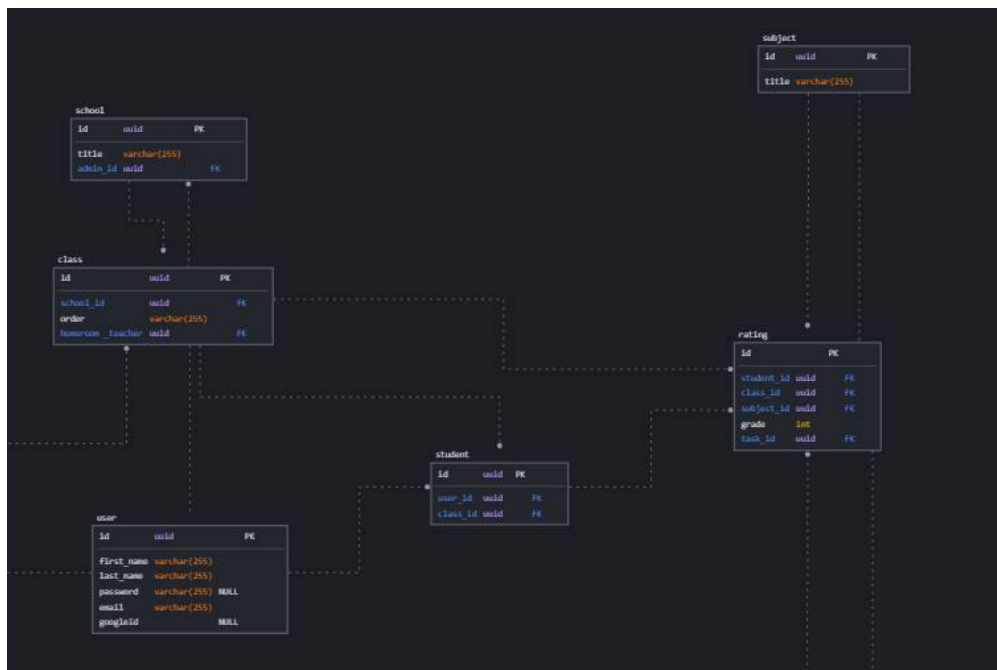 subject
id uuid PK
title varchar(255)
school
id uuid PK
title varchar(255)
admin_id uuid FK
class
id uuid PK
school_id uuid FK
order varchar(255)
homeroom _teacher uuid FK
rating
id PK
student_id uuid FK
class_id uuid FK
subject_id uuid FK
grade int
task_id uuid FK
student
id uuid PK
user_id uuid FK
class_id uuid FK
user
id uuid PK
first_name varchar(255)
last_name varchar(255)
password varchar(255) NULL
email varchar(255)
googleId NULL